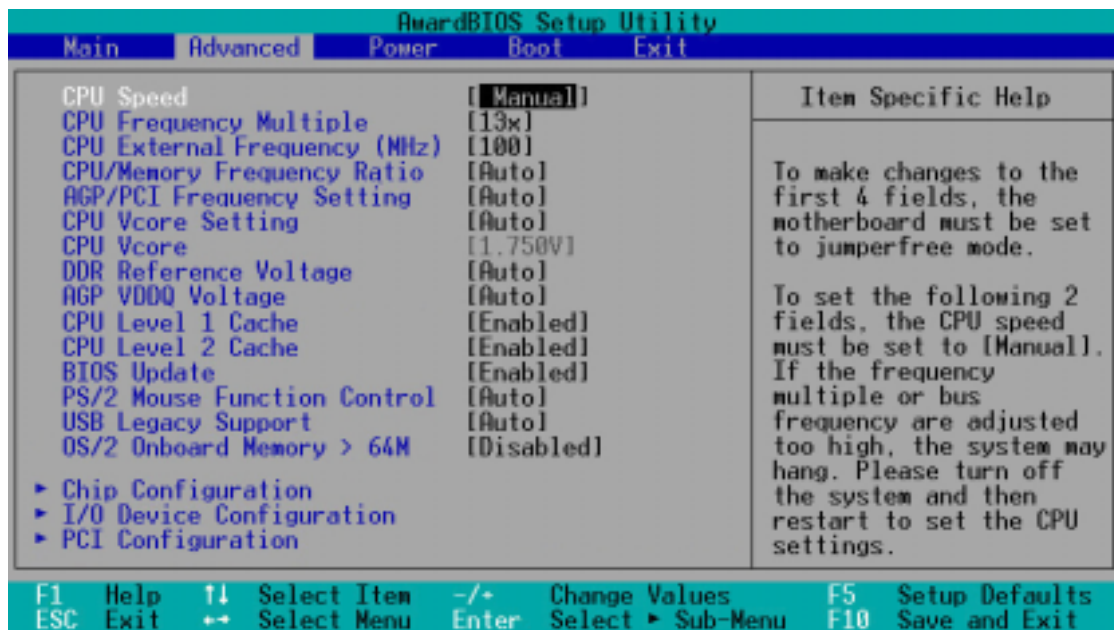 AwardBIOS Setup Utility
Main Advanced Power Boot Exit
CPU Speed [ Manual]
CPU Frequency Multiple [13x]
CPU External Frequency (MHz) [100]
CPU/Memory Frequency Ratio [Auto]
AGP/PCI Frequency Setting [Auto]
CPU Vcore Setting [Auto]
CPU Vcore [1.750V]
DDR Reference Voltage [Auto]
AGP VDDQ Voltage [Auto]
CPU Level 1 Cache [Enabled]
CPU Level 2 Cache [Enabled]
BIOS Update [Enabled]
PS/2 Mouse Function Control [Auto]
USB Legacy Support [Auto]
OS/2 Onboard Memory > 64M [Disabled]
► Chip Configuration
► I/O Device Configuration
► PCI Configuration
Item Specific Help
To make changes to the
first 4 fields, the
motherboard must be set
to jumperfree mode.
To set the following 2
fields, the CPU speed
must be set to [Manual].
If the frequency
multiple or bus
frequency are adjusted
too high, the system may
hang. Please turn off
the system and then
restart to set the CPU
settings.
F1 Help ↑↓ Select Item -/+ Change Values F5 Setup Defaults
ESC Exit ←→ Select Menu Enter Select ► Sub-Menu F10 Save and Exit